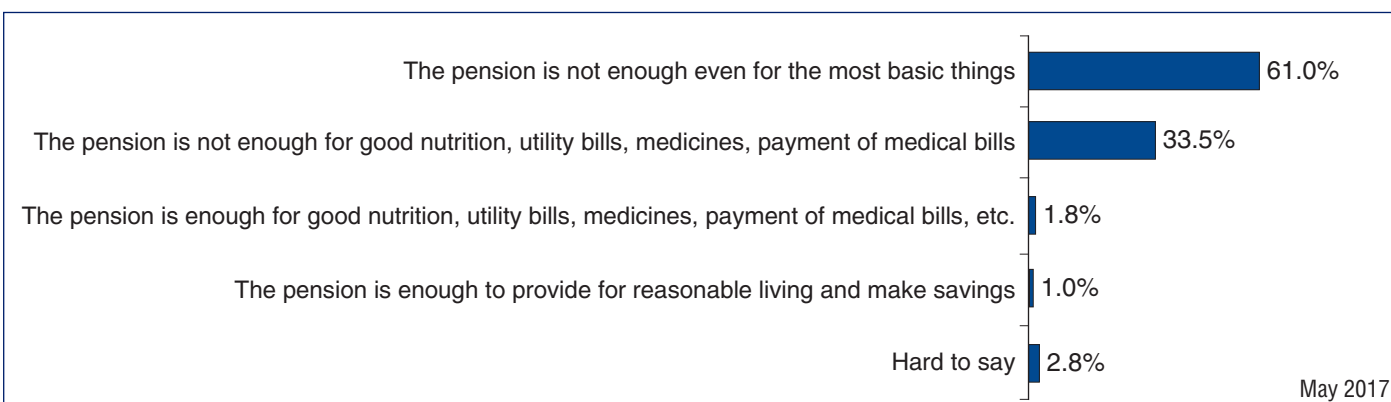 The pension is not enough even for the most basic things 61.0%
The pension is not enough for good nutrition, utility bills, medicines, payment of medical bills 33.5%
The pension is enough for good nutrition, utility bills, medicines, payment of medical bills, etc. 1.8%
The pension is enough to provide for reasonable living and make savings 1.0%
Hard to say 2.8%
May 2017